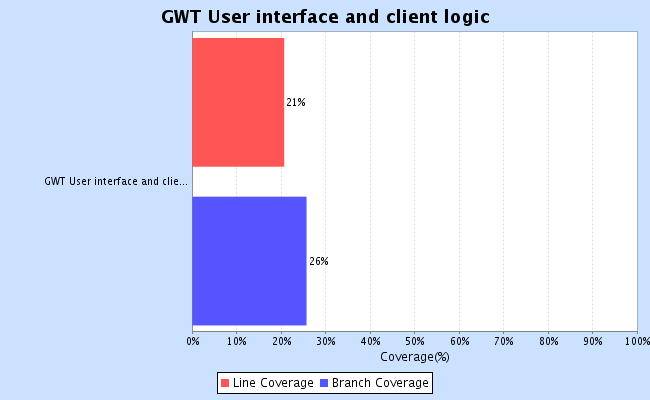 GWT User interface and client logic
21%
GWT User interface and clie...
26%
0% 10% 20% 30% 40% 50% 60% 70% 80% 90% 100%
Coverage(%)
Line Coverage Branch Coverage